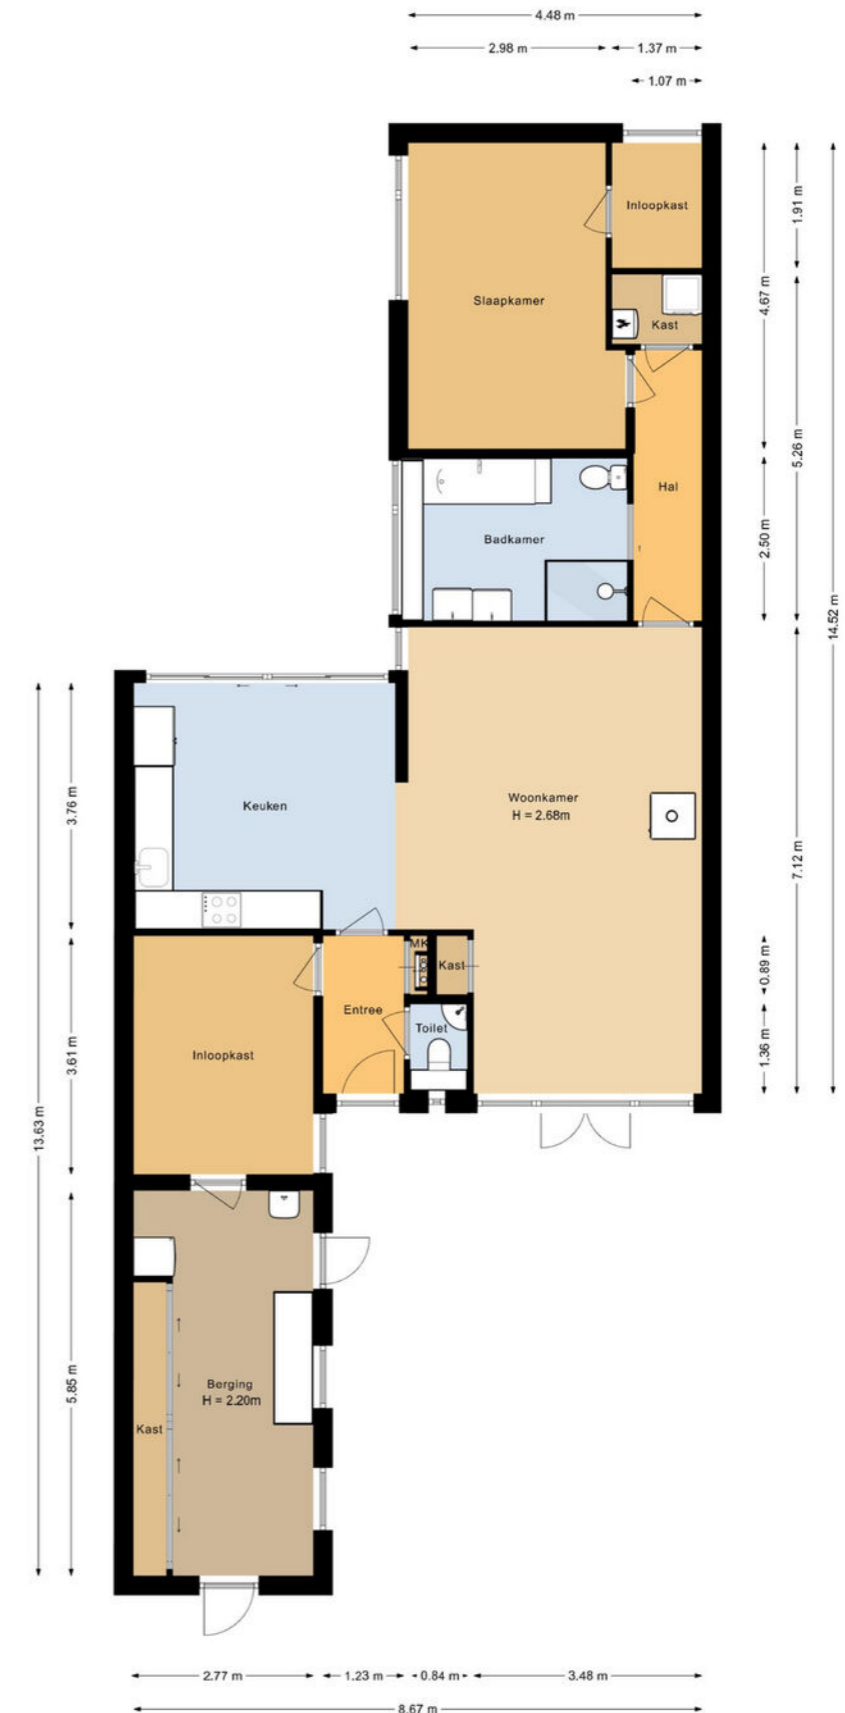 4.48 m
2.98 m
1.37 m
1.07 m
Inloopkast
1.91 m
Slaapkamer
4.67 m
Kast
5.26 m
Hal
Badkamer
2.50 m
14.52 m
Keuken
3.76 m
Woonkamer
H = 2.68m
7.12 m
MK
Kast
0.89 m
Entree
Toilet
1.36 m
Inloopkast
3.61 m
13.63 m
Berging
H = 2.20m
5.85 m
Kast
2.77 m
1.23 m
0.84 m
3.48 m
8.67 m